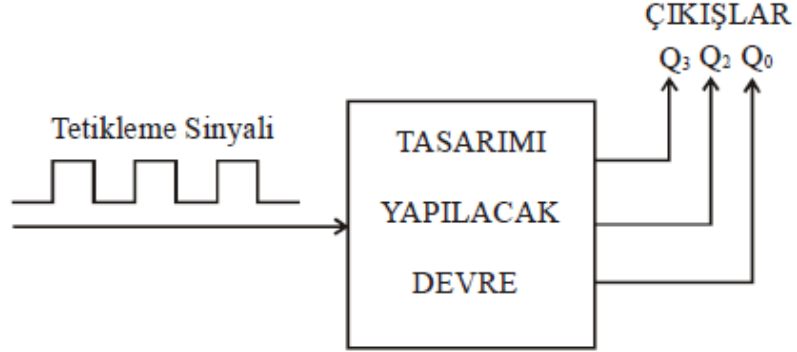 ÇIKIŞLAR
Q₃ Q₂ Q₀
Tetikleme Sinyali
TASARIMI
YAPILACAK
DEVRE